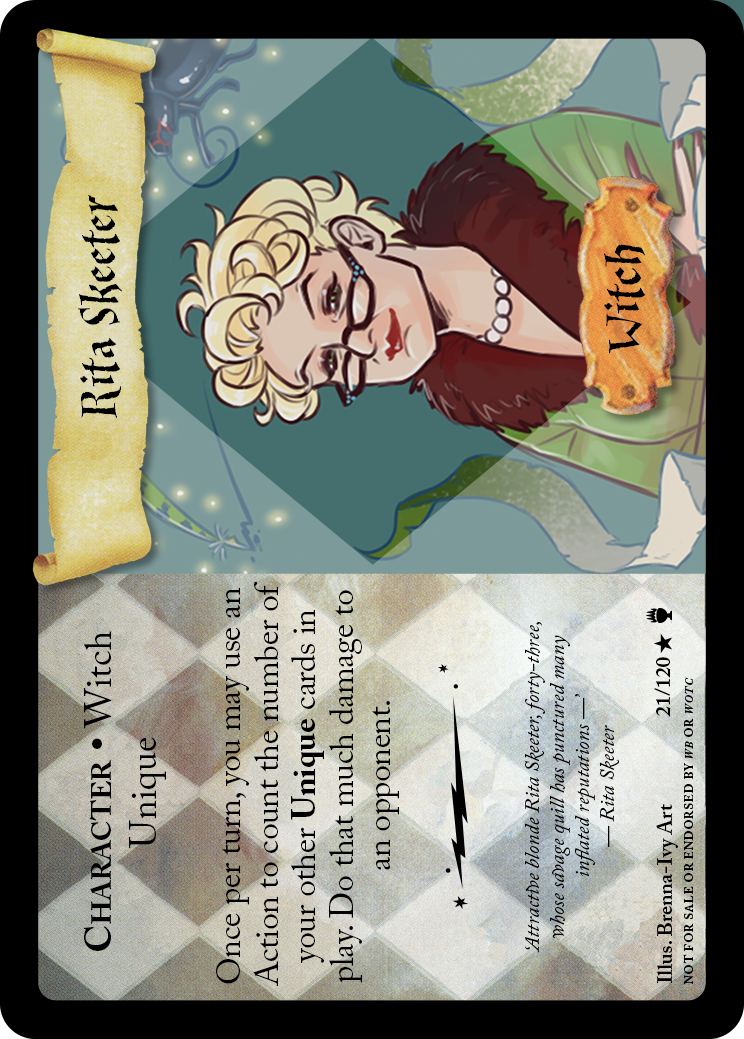 Rita Skeeter
Witch
CHARACTER • Witch
Unique
Once per turn, you may use an
Action to count the number of
your other Unique cards in
play. Do that much damage to
an opponent.
‘Attractive blonde Rita Skeeter, forty-three,
whose savage quill has punctured many
inflated reputations —’
— Rita Skeeter
Illus. Brenna-Ivy Art 21/120 ★
NOT FOR SALE OR ENDORSED BY WB OR WOTC